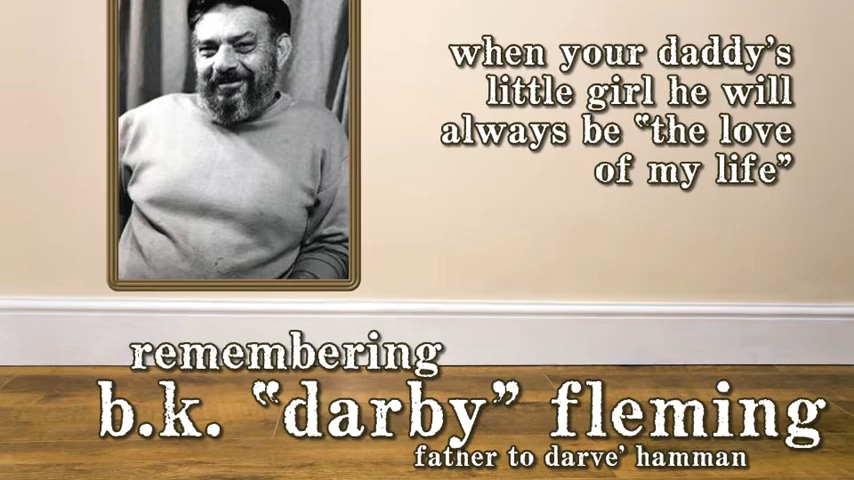 when your daddy's
little girl he will
always be “the love
of my life”
remembering
b.k. “darby” fleming
father to darve' hamman